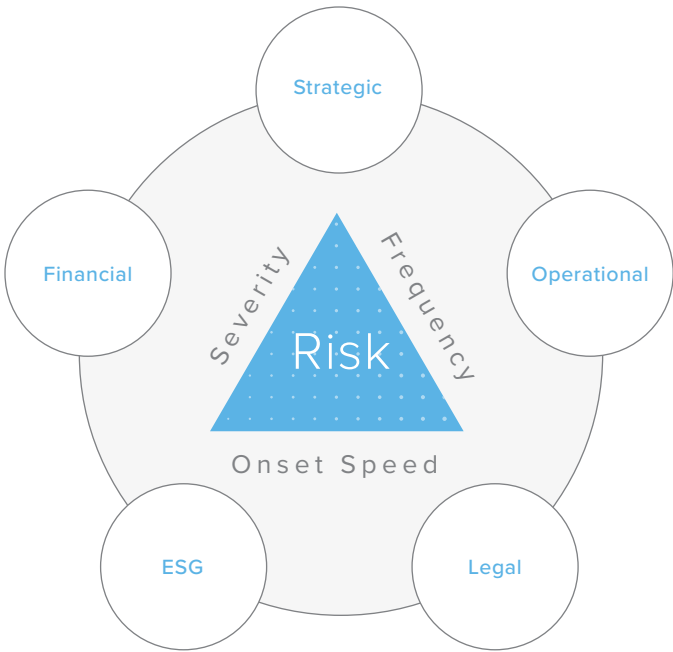 Strategic
Financial
Operational
Severity
Frequency
Risk
Onset Speed
ESG
Legal